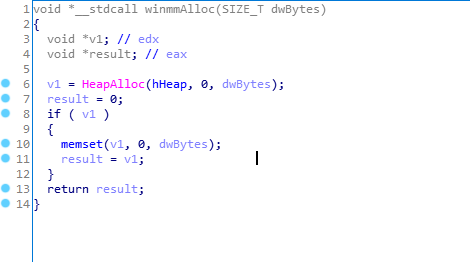 1 void *__stdcall winmmAlloc(SIZE_T dwBytes)
2 {
3   void *v1; // edx
4   void *result; // eax
5
6   v1 = HeapAlloc(hHeap, 0, dwBytes);
7   result = 0;
8   if ( v1 )
9   {
10     memset(v1, 0, dwBytes);
11     result = v1;
12   }
13   return result;
14 }